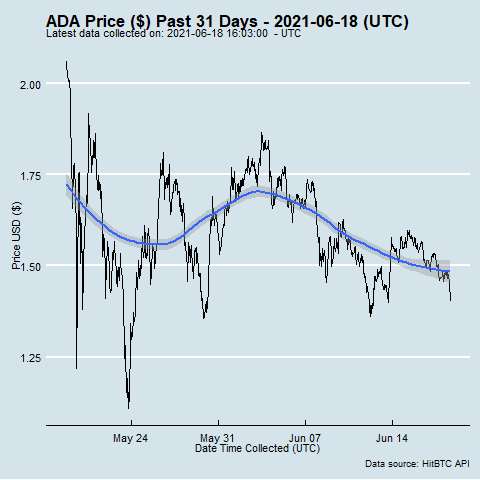 ADA Price ($) Past 31 Days - 2021-06-18 (UTC)
Latest data collected on: 2021-06-18 16:03:00 - UTC
2.00
1.75
1.50
1.25
Price USD ($)
May 24 May 31 Jun 07 Jun 14
Date Time Collected (UTC)
Data source: HitBTC API